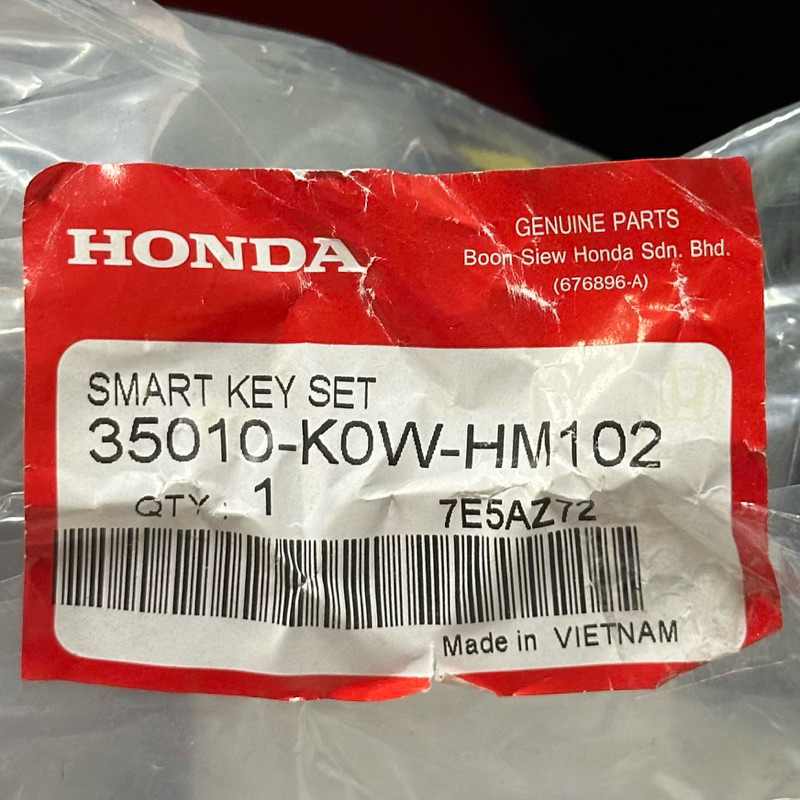 HONDA
GENUINE PARTS
Boon Siew Honda Sdn. Bhd.
(676896-A)
SMART KEY SET
35010-K0W-HM102
QTY : 1 7E5AZ72
Made in VIETNAM